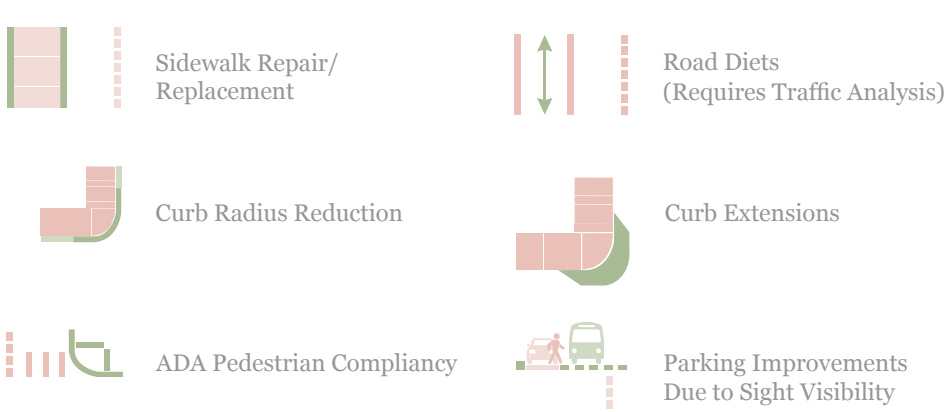 Sidewalk Repair/
Replacement
Road Diets
(Requires Traffic Analysis)
Curb Radius Reduction
Curb Extensions
ADA Pedestrian Compliancy
Parking Improvements
Due to Sight Visibility